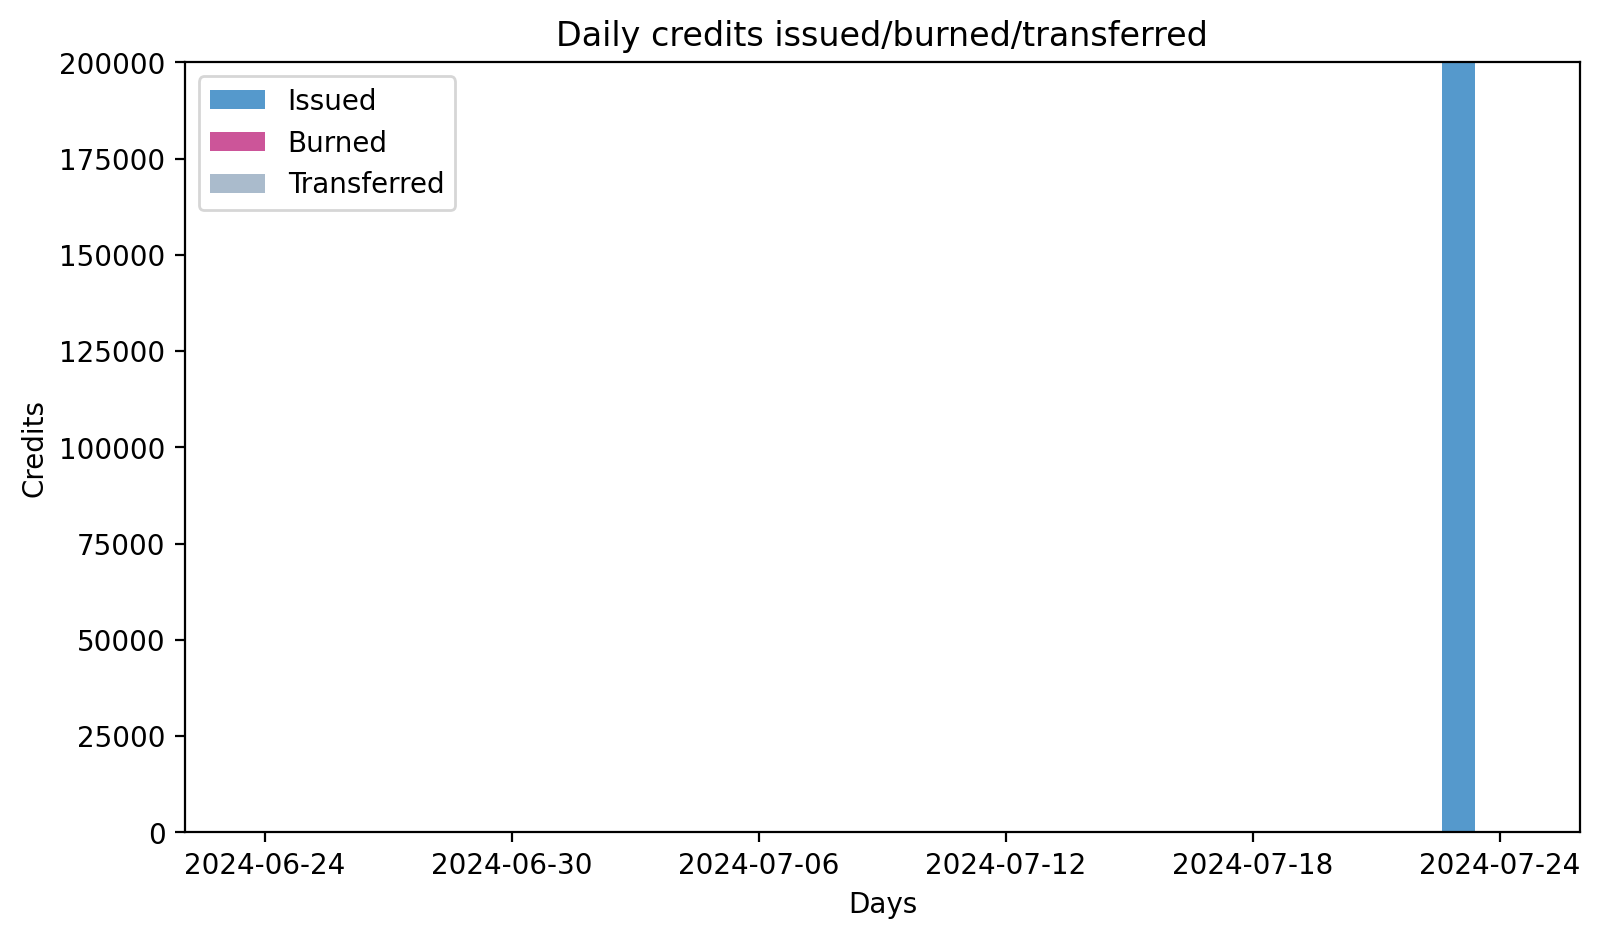 Daily credits issued/burned/transferred
200000
175000
150000
125000
100000
75000
50000
25000
0
Credits
Issued
Burned
Transferred
2024-06-24 2024-06-30 2024-07-06 2024-07-12 2024-07-18 2024-07-24
Days